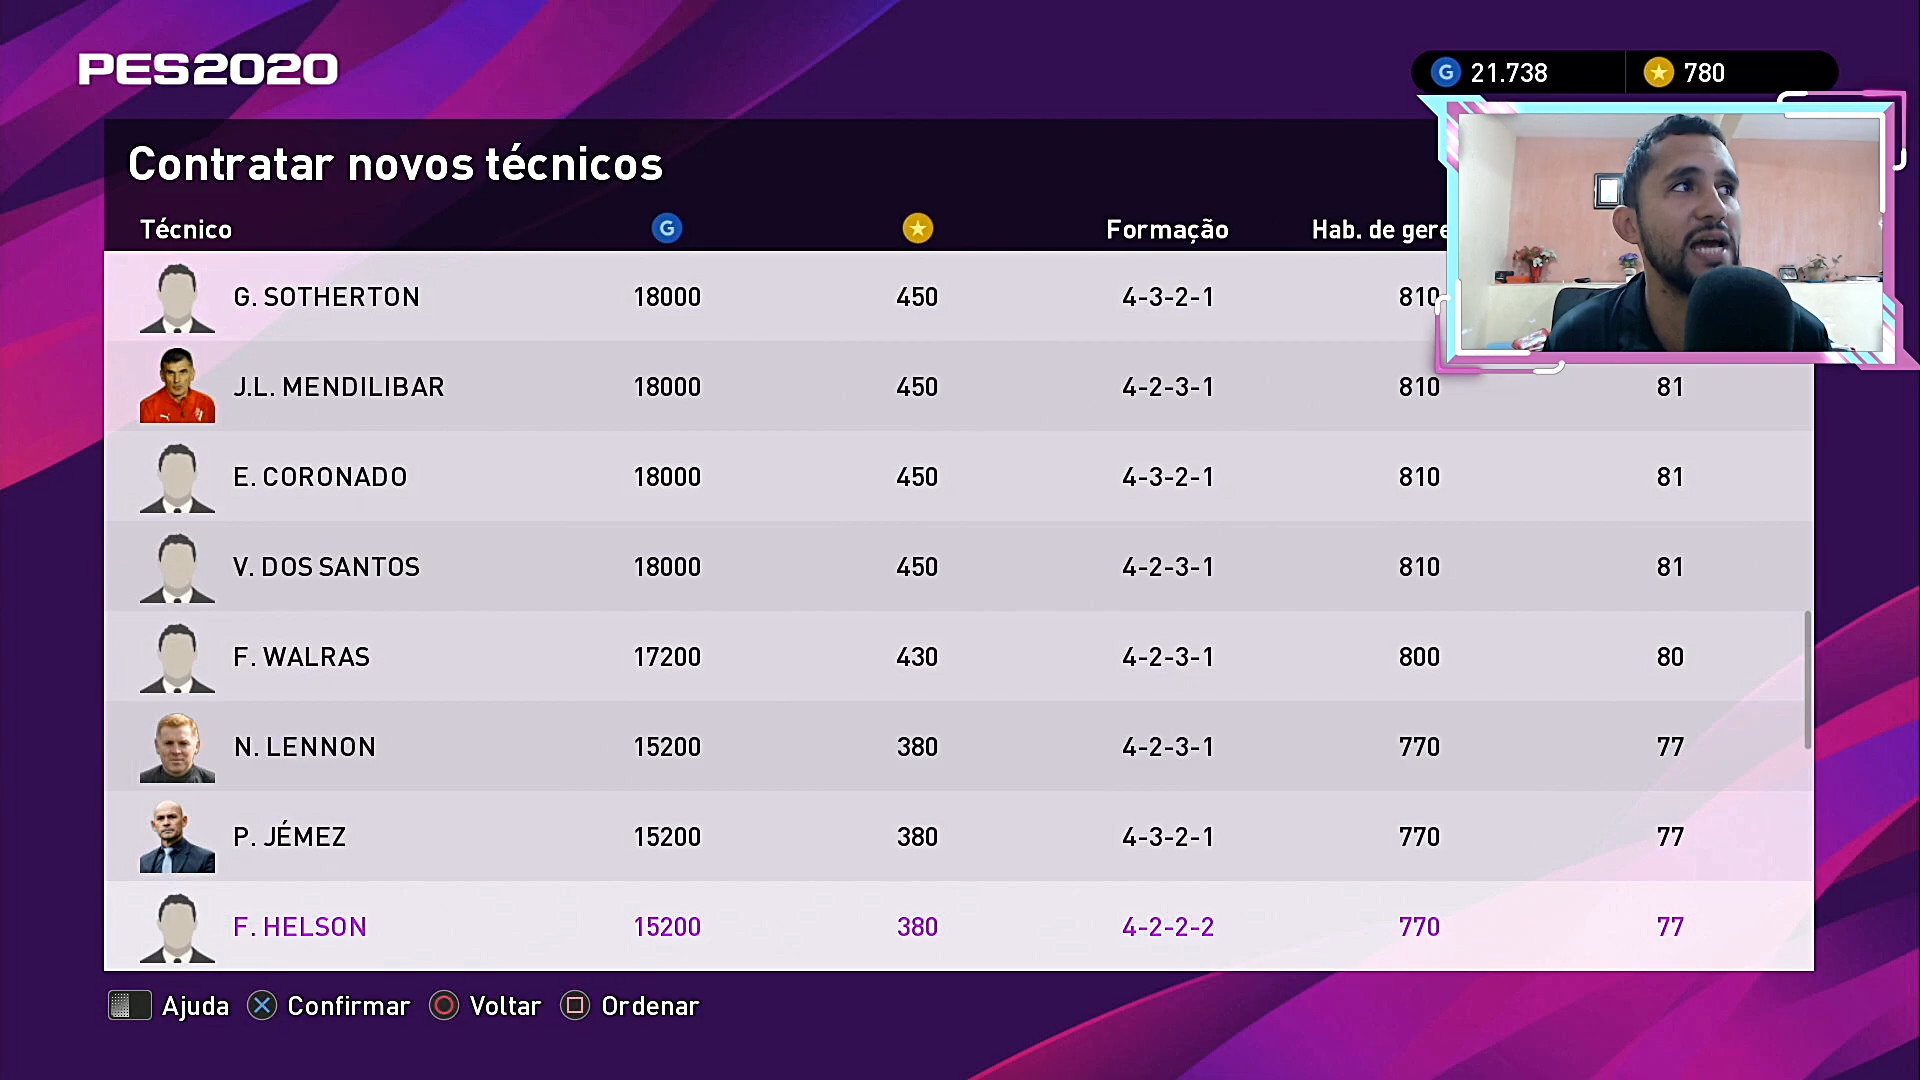 PES2020
G 21.738 780
Contratar novos técnicos
Técnico G Formação Hab. de gere
G. SOTHERTON 18000 450 4-3-2-1 810
J.L. MENDILIBAR 18000 450 4-2-3-1 810 81
E. CORONADO 18000 450 4-3-2-1 810 81
V. DOS SANTOS 18000 450 4-2-3-1 810 81
F. WALRAS 17200 430 4-2-3-1 800 80
N. LENNON 15200 380 4-2-3-1 770 77
P. JÉMEZ 15200 380 4-3-2-1 770 77
F. HELSON 15200 380 4-2-2-2 770 77
Ajuda Confirmar Voltar Ordenar